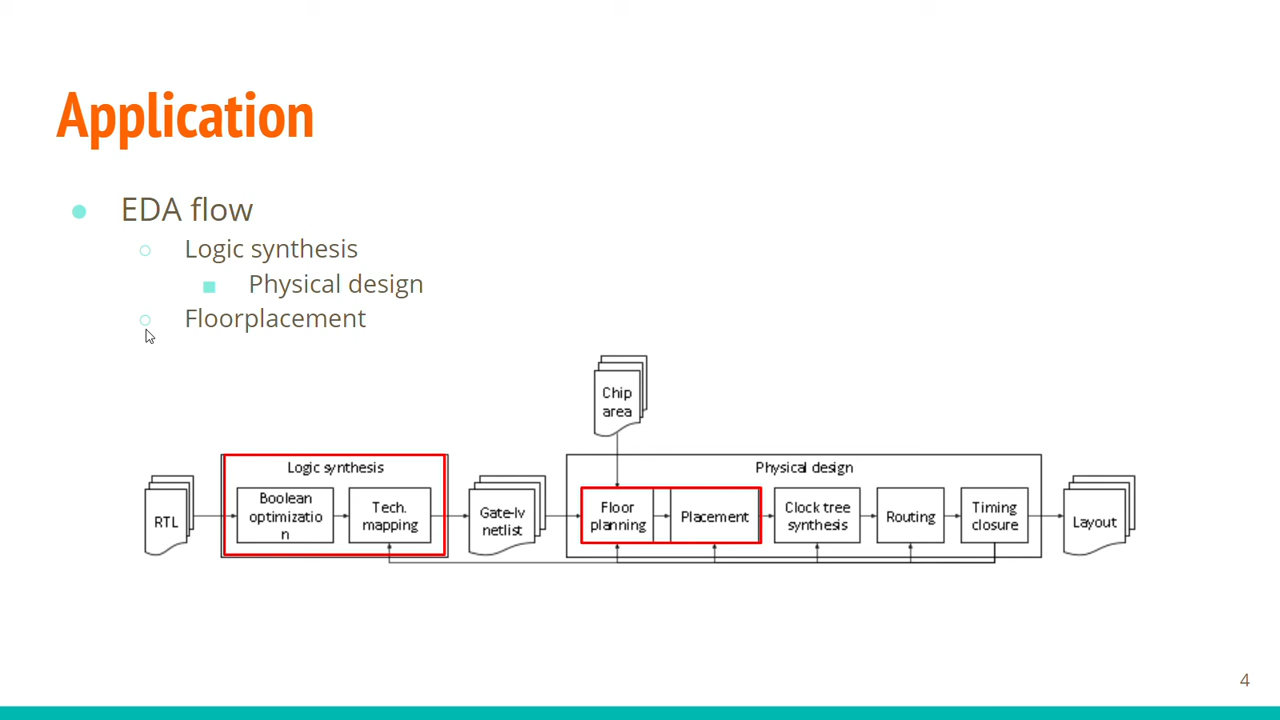 Application
EDA flow
Logic synthesis
Physical design
Floorplacement
Chip
area
Logic synthesis
Physical design
RTL
Boolean
optimizatio
n
Tech.
mapping
Gate-lv
netlist
Floor
planning
Placement
Clock tree
synthesis
Routing
Timing
closure
Layout
4